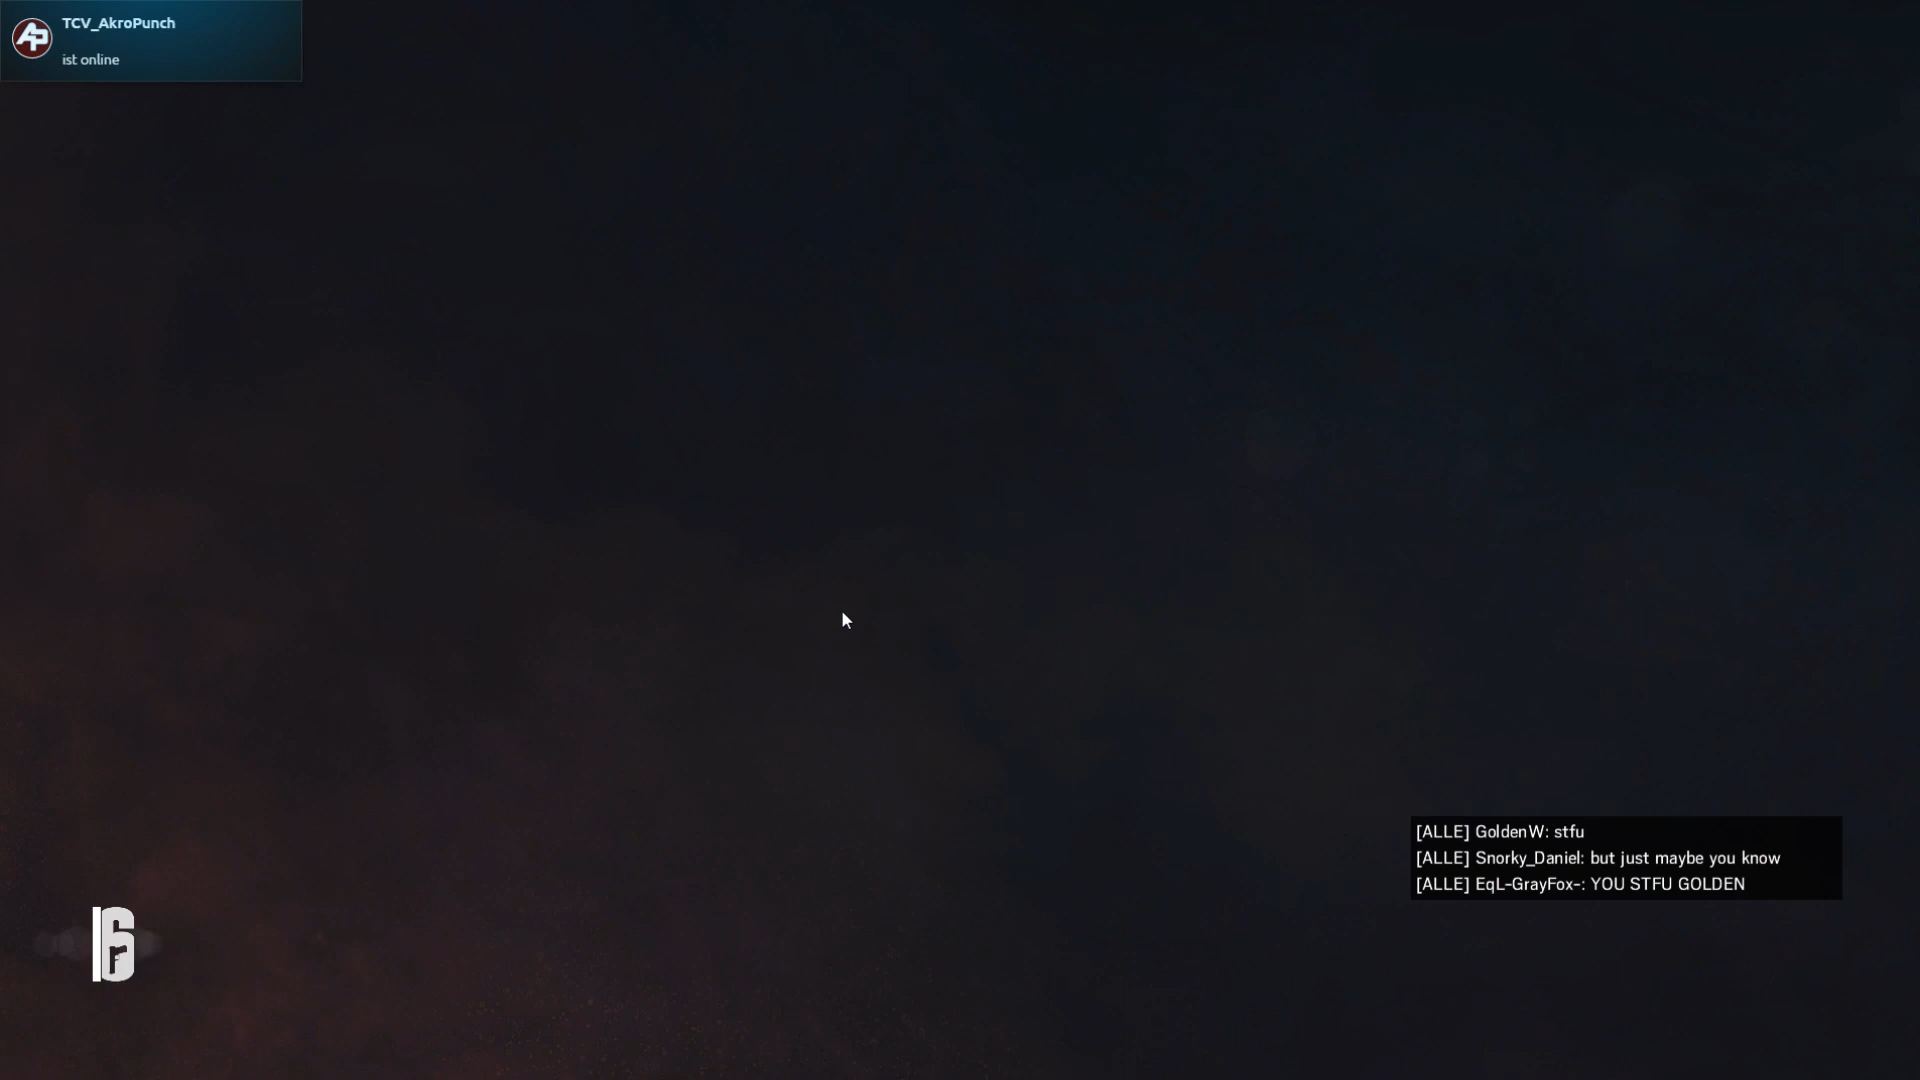 TCV_AkroPunch
ist online
[ALLE] GoldenW: stfu
[ALLE] Snorky_Daniel: but just maybe you know
[ALLE] EqL-GrayFox-: YOU STFU GOLDEN
6